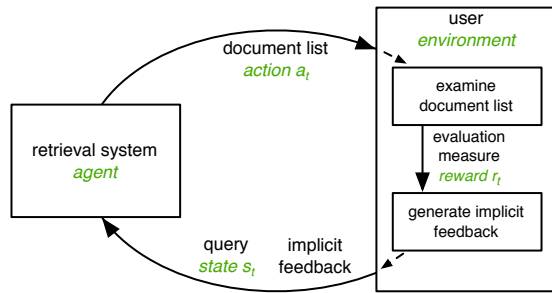 document list
action a_t
retrieval system
agent
query
state s_t
implicit
feedback
user
environment
examine
document list
evaluation
measure
reward r_t
generate implicit
feedback